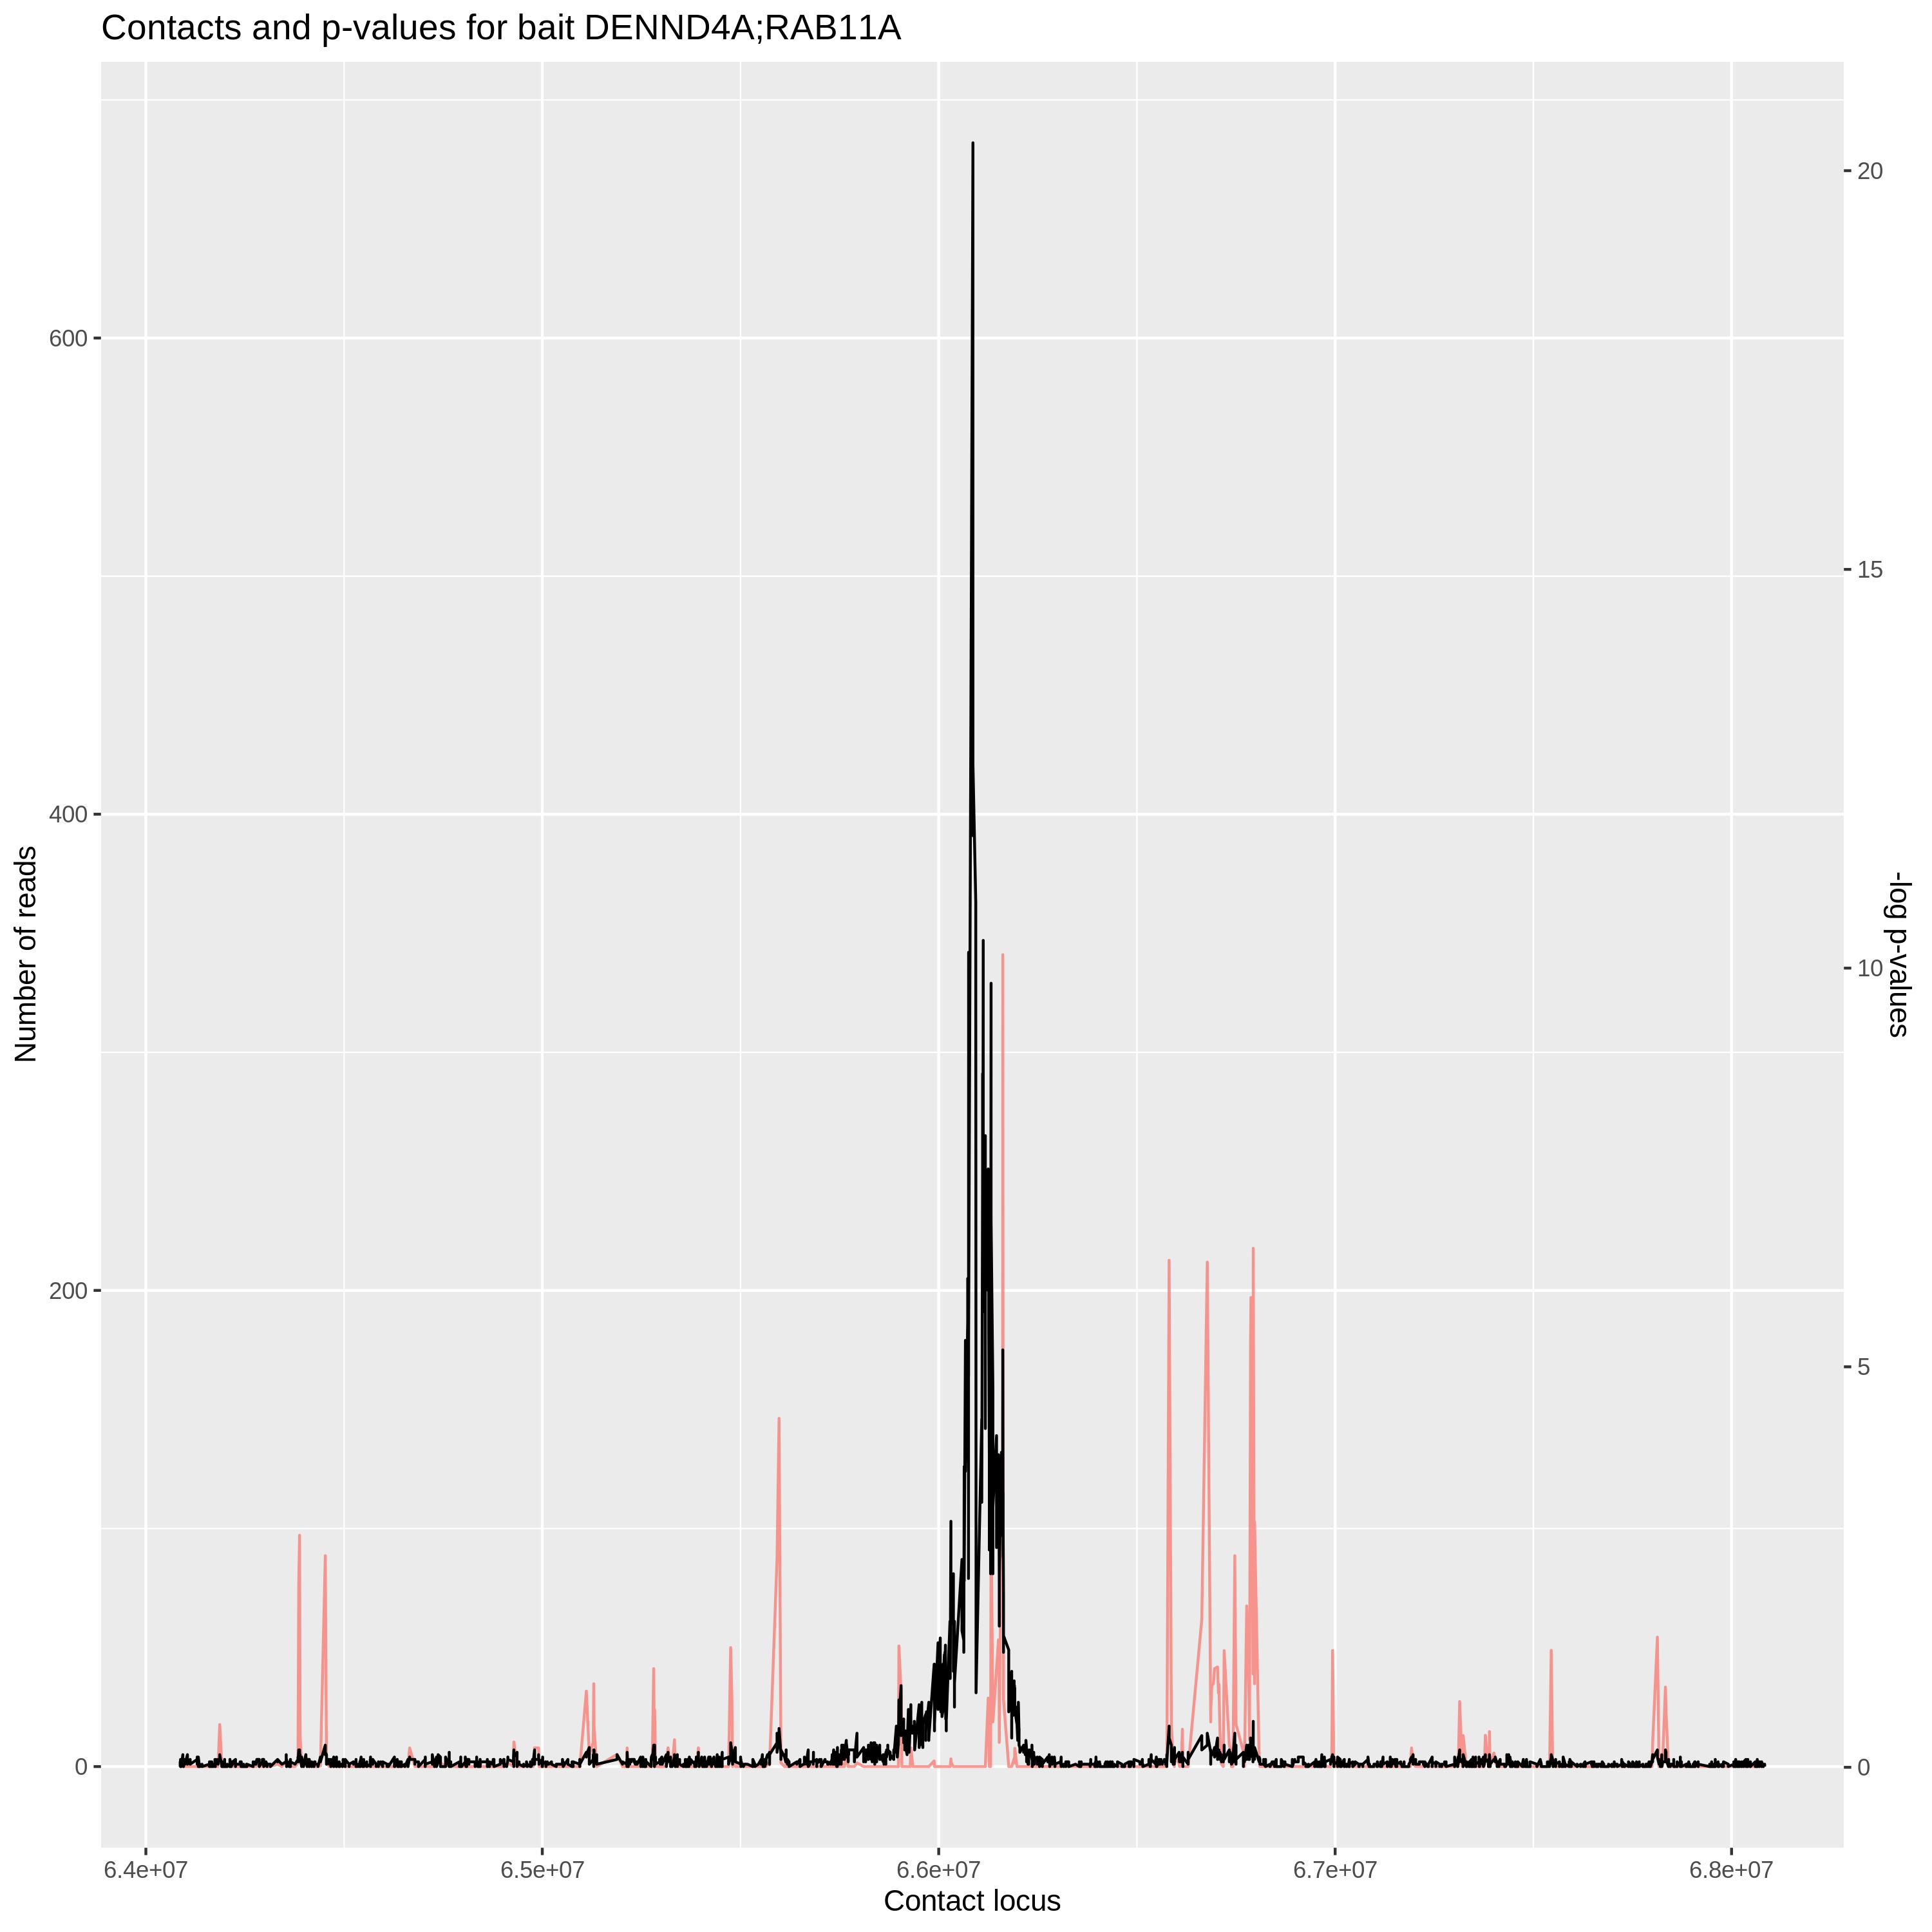 Contacts and p-values for bait DENND4A;RAB11A
600
400
200
0
Number of reads
20
15
10
5
0
-log p-values
6.4e+07
6.5e+07
6.6e+07
6.7e+07
6.8e+07
Contact locus